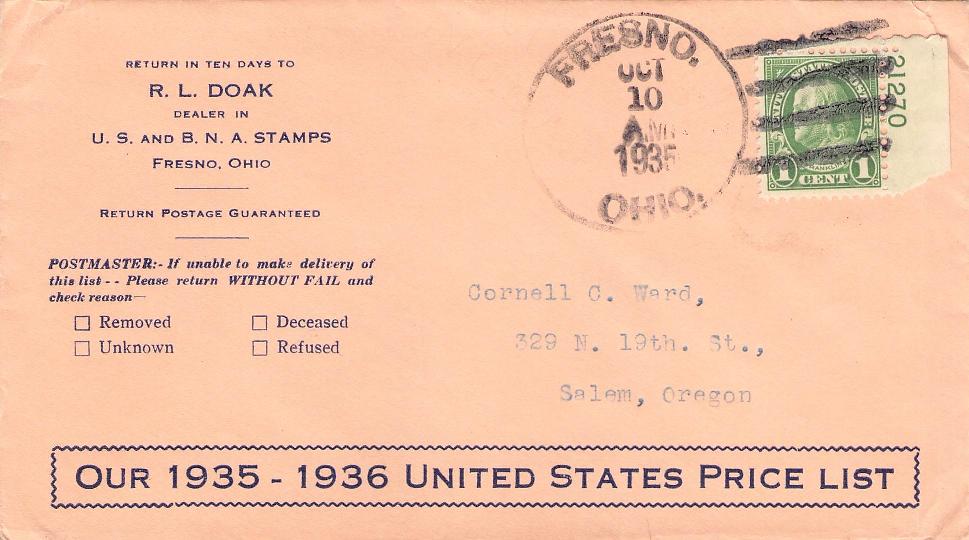 RETURN IN TEN DAYS TO
R. L. DOAK
DEALER IN
U. S. AND B. N. A. STAMPS
FRESNO, OHIO
RETURN POSTAGE GUARANTEED
POSTMASTER:- If unable to make delivery of
this list - - Please return WITHOUT FAIL and
check reason—
Removed
Deceased
Unknown
Refused
FRESNO.
OCT
10
AM
1935
OHIO.
FRANKLIN
1 CENT 1
21270
Cornell C. Ward,
329 N. 19th. St.,
Salem, Oregon
OUR 1935 - 1936 UNITED STATES PRICE LIST